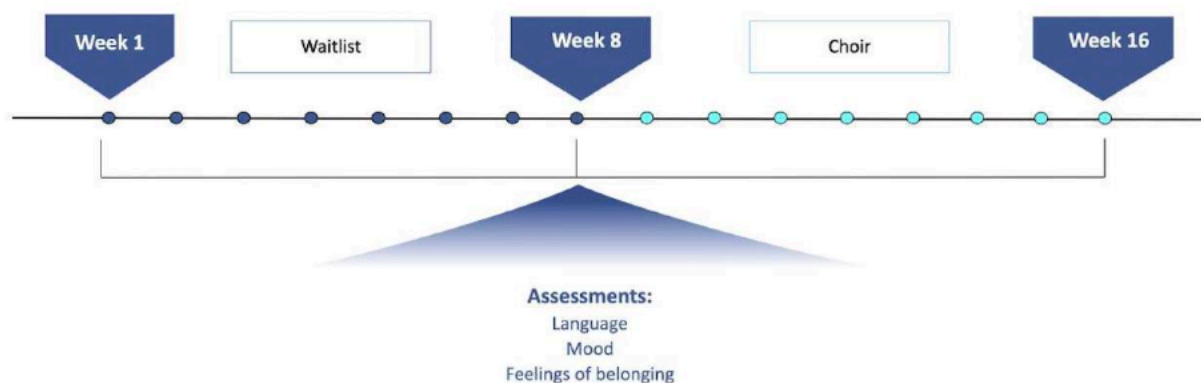 Week 1
Waitlist
Week 8
Choir
Week 16
Assessments:
Language
Mood
Feelings of belonging